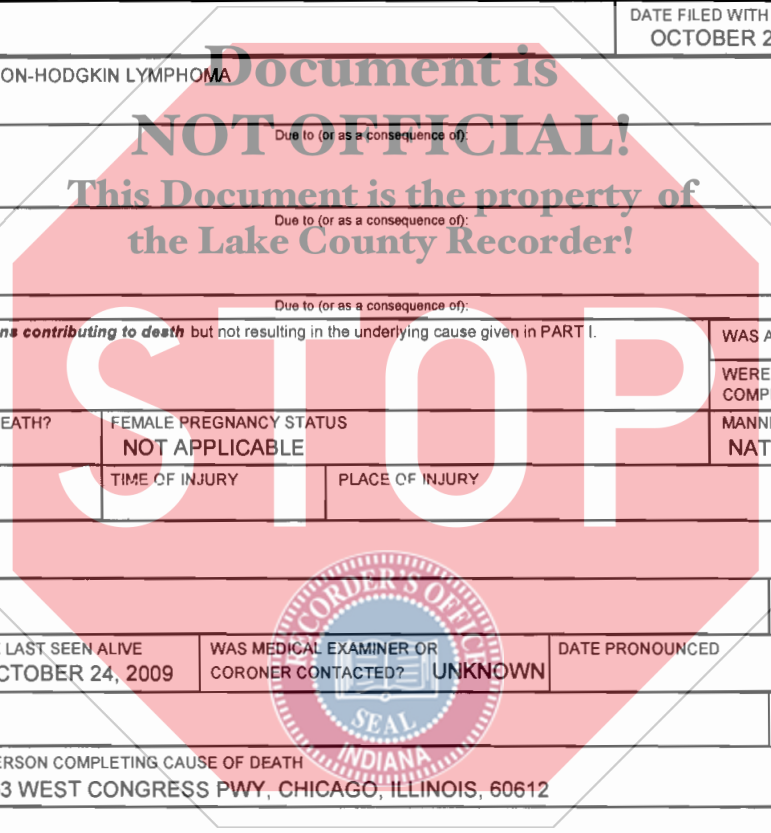 DATE FILED WITH
OCTOBER 2
ON-HODGKIN LYMPHOMA
Document is
NOT OFFICIAL!
Due to (or as a consequence of):
This Document is the property of
Due to (or as a consequence of):
the Lake County Recorder!
Due to (or as a consequence of):
ns contributing to death but not resulting in the underlying cause given in PART I.
WAS A
WERE
COMP
STOP
EATH?
FEMALE PREGNANCY STATUS
NOT APPLICABLE
MANN
NAT
TIME OF INJURY
PLACE OF INJURY
RECORDER'S OFFICE
LAST SEEN ALIVE
CTOBER 24, 2009
WAS MEDICAL EXAMINER OR
CORONER CONTACTED? UNKNOWN
DATE PRONOUNCED
SEAL
INDIANA
ERSON COMPLETING CAUSE OF DEATH
3 WEST CONGRESS PWY, CHICAGO, ILLINOIS, 60612